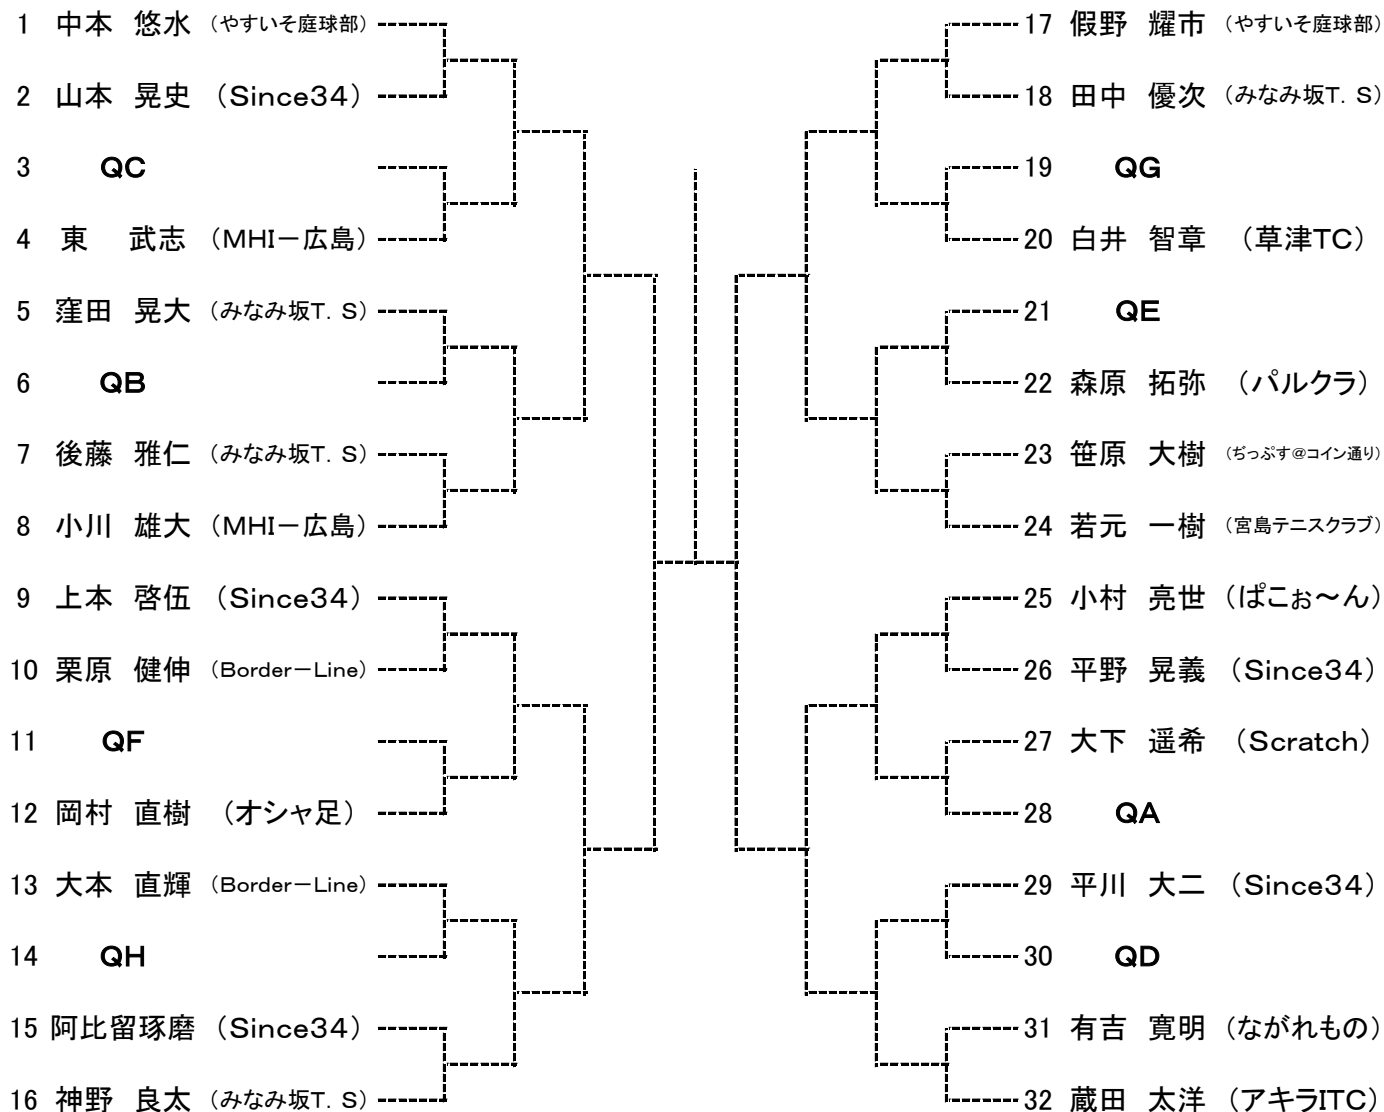 1 中本 悠水 (やすいそ庭球部)
2 山本 晃史 (Since34)
3 QC
4 東 武志 (MHI－広島)
5 窪田 晃大 (みなみ坂T．S)
6 QB
7 後藤 雅仁 (みなみ坂T．S)
8 小川 雄大 (MHI－広島)
9 上本 啓伍 (Since34)
10 栗原 健伸 (Border－Line)
11 QF
12 岡村 直樹 (オシャ足)
13 大本 直輝 (Border－Line)
14 QH
15 阿比留琢磨 (Since34)
16 神野 良太 (みなみ坂T．S)
17 假野 耀市 (やすいそ庭球部)
18 田中 優次 (みなみ坂T．S)
19 QG
20 白井 智章 (草津TC)
21 QE
22 森原 拓弥 (パルクラ)
23 笹原 大樹 (ぢっぷす@コイン通り)
24 若元 一樹 (宮島テニスクラブ)
25 小村 亮世 (ぱこぉ～ん)
26 平野 晃義 (Since34)
27 大下 遥希 (Scratch)
28 QA
29 平川 大二 (Since34)
30 QD
31 有吉 寛明 (ながれもの)
32 蔵田 太洋 (アキラITC)